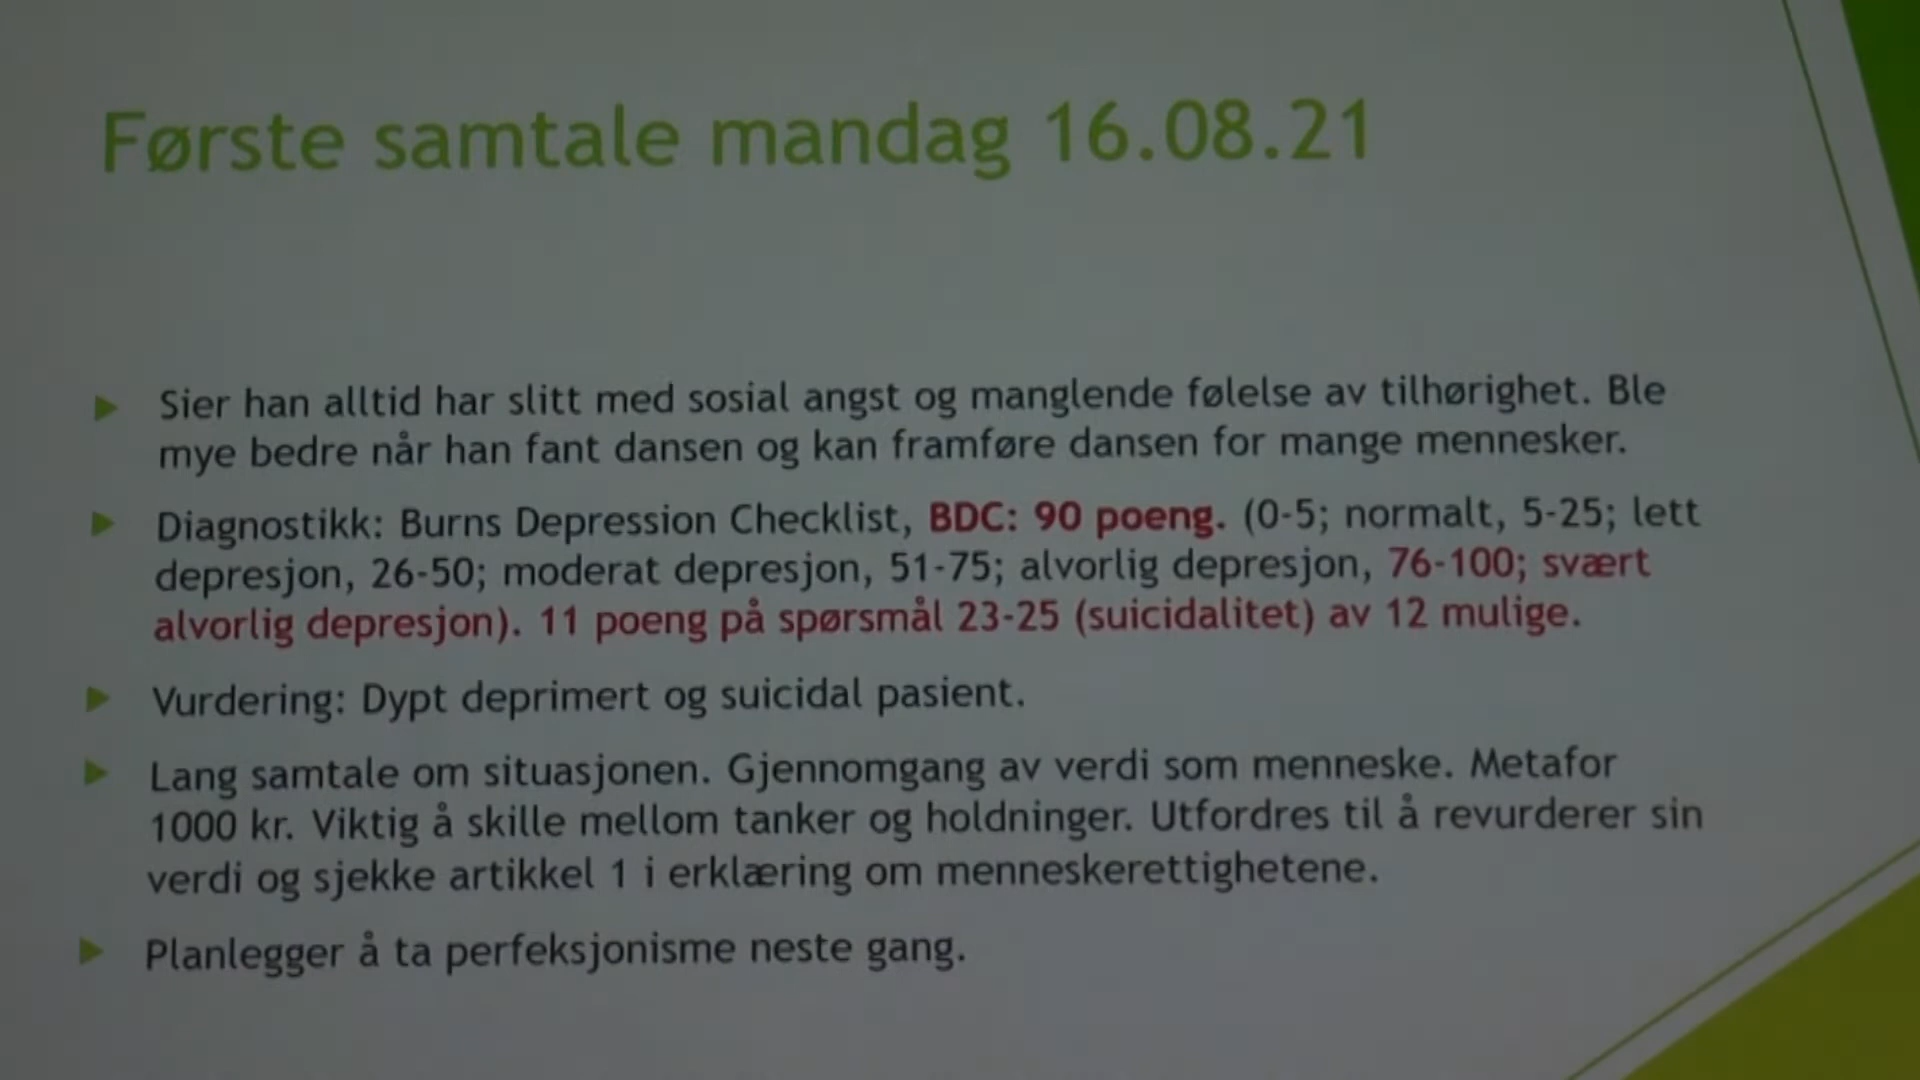 Første samtale mandag 16.08.21
Sier han alltid har slitt med sosial angst og manglende følelse av tilhørighet. Ble
mye bedre når han fant dansen og kan framføre dansen for mange mennesker.
Diagnostikk: Burns Depression Checklist, BDC: 90 poeng. (0-5; normalt, 5-25; lett
depresjon, 26-50; moderat depresjon, 51-75; alvorlig depresjon, 76-100; svært
alvorlig depresjon). 11 poeng på spørsmål 23-25 (suicidalitet) av 12 mulige.
Vurdering: Dypt deprimert og suicidal pasient.
Lang samtale om situasjonen. Gjennomgang av verdi som menneske. Metafor
1000 kr. Viktig å skille mellom tanker og holdninger. Utfordres til å revurderer sin
verdi og sjekke artikkel 1 i erklæring om menneskerettighetene.
Planlegger å ta perfeksjonisme neste gang.